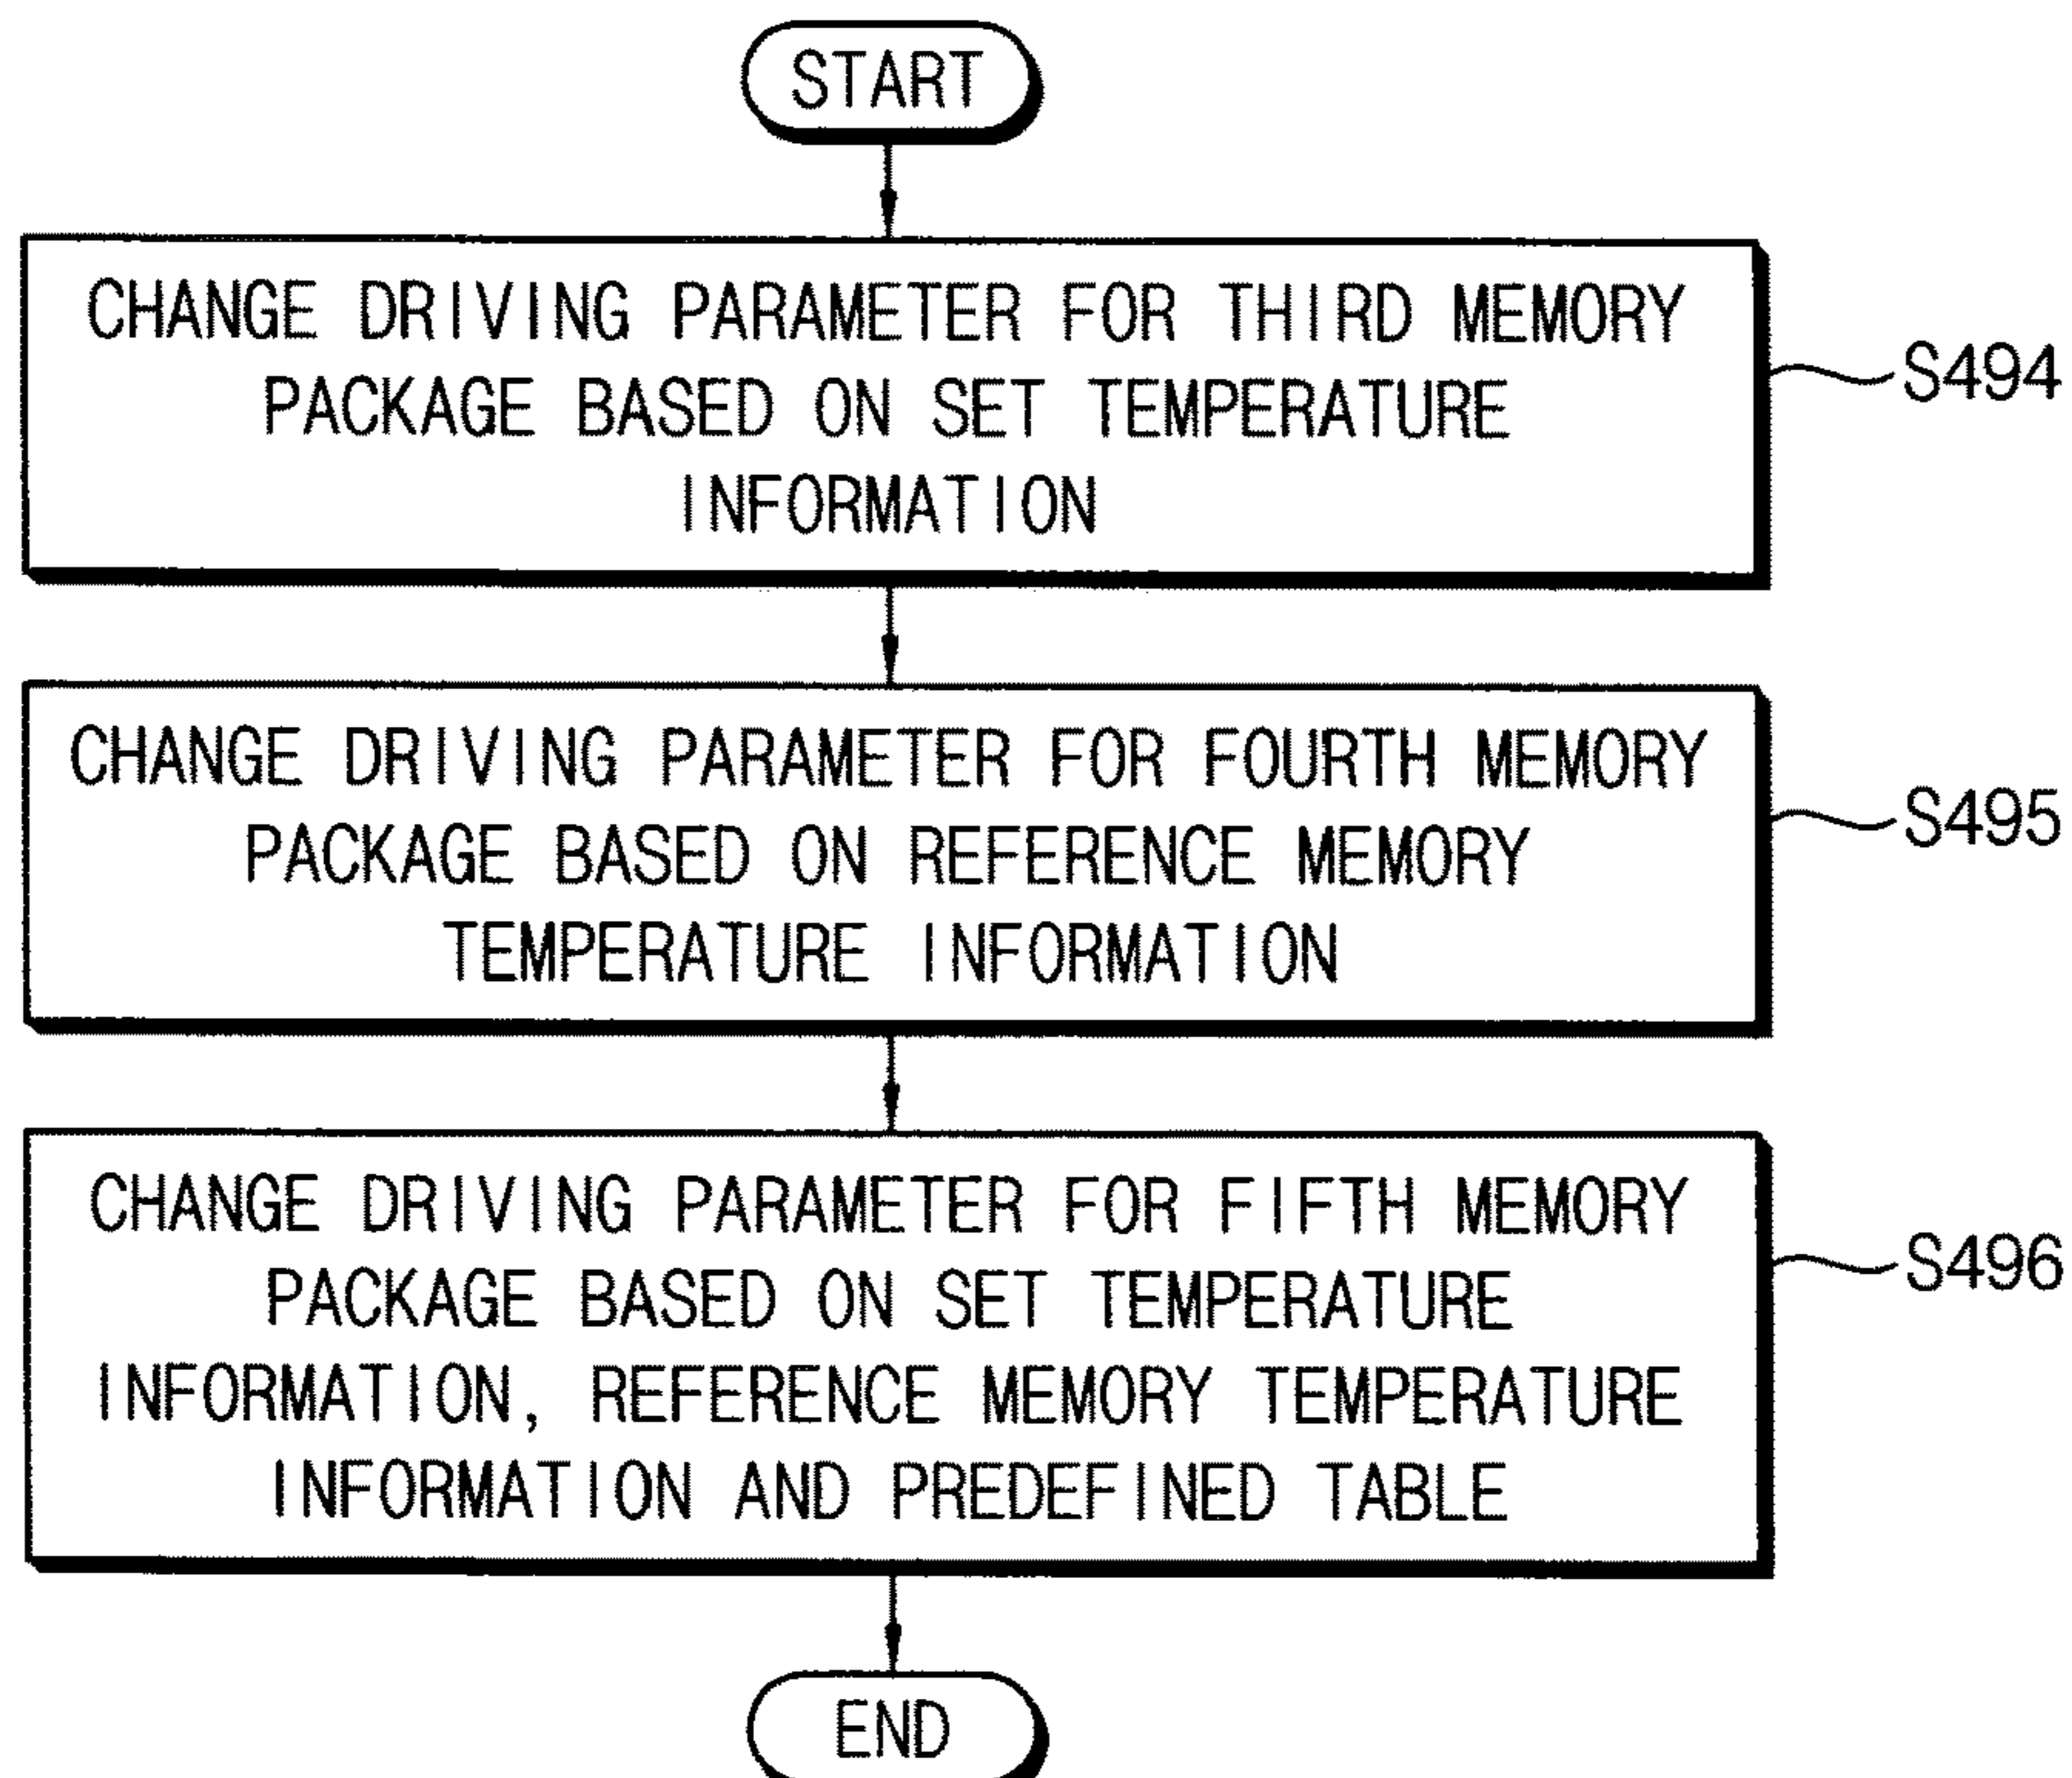 START
CHANGE DRIVING PARAMETER FOR THIRD MEMORY
PACKAGE BASED ON SET TEMPERATURE
INFORMATION
S494
CHANGE DRIVING PARAMETER FOR FOURTH MEMORY
PACKAGE BASED ON REFERENCE MEMORY
TEMPERATURE INFORMATION
S495
CHANGE DRIVING PARAMETER FOR FIFTH MEMORY
PACKAGE BASED ON SET TEMPERATURE
INFORMATION, REFERENCE MEMORY TEMPERATURE
INFORMATION AND PREDEFINED TABLE
S496
END